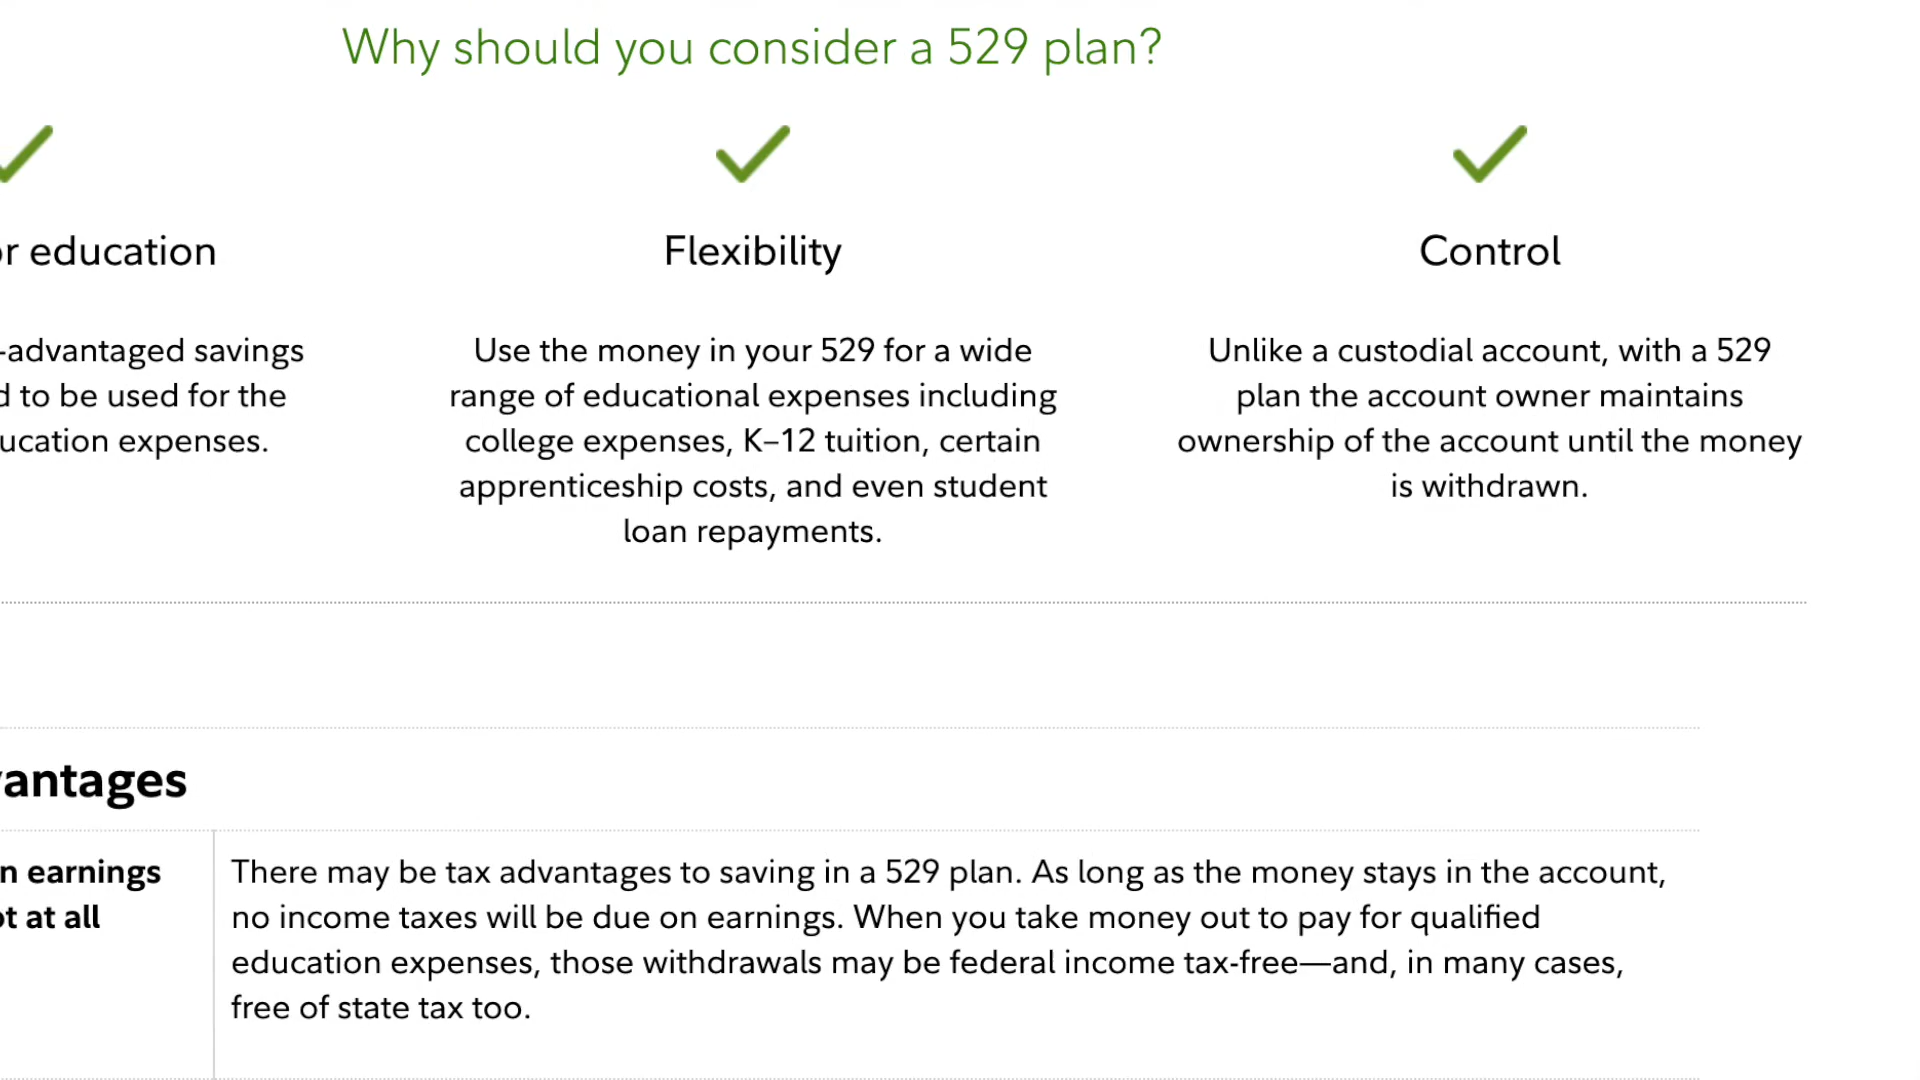 Why should you consider a 529 plan?
education
-advantaged savings
to be used for the
expenses.
Flexibility
Use the money in your 529 for a wide
range of educational expenses including
college expenses, K–12 tuition, certain
apprenticeship costs, and even student
loan repayments.
Control
Unlike a custodial account, with a 529
plan the account owner maintains
ownership of the account until the money
is withdrawn.
earnings
at all
There may be tax advantages to saving in a 529 plan. As long as the money stays in the account,
no income taxes will be due on earnings. When you take money out to pay for qualified
education expenses, those withdrawals may be federal income tax-free—and, in many cases,
free of state tax too.